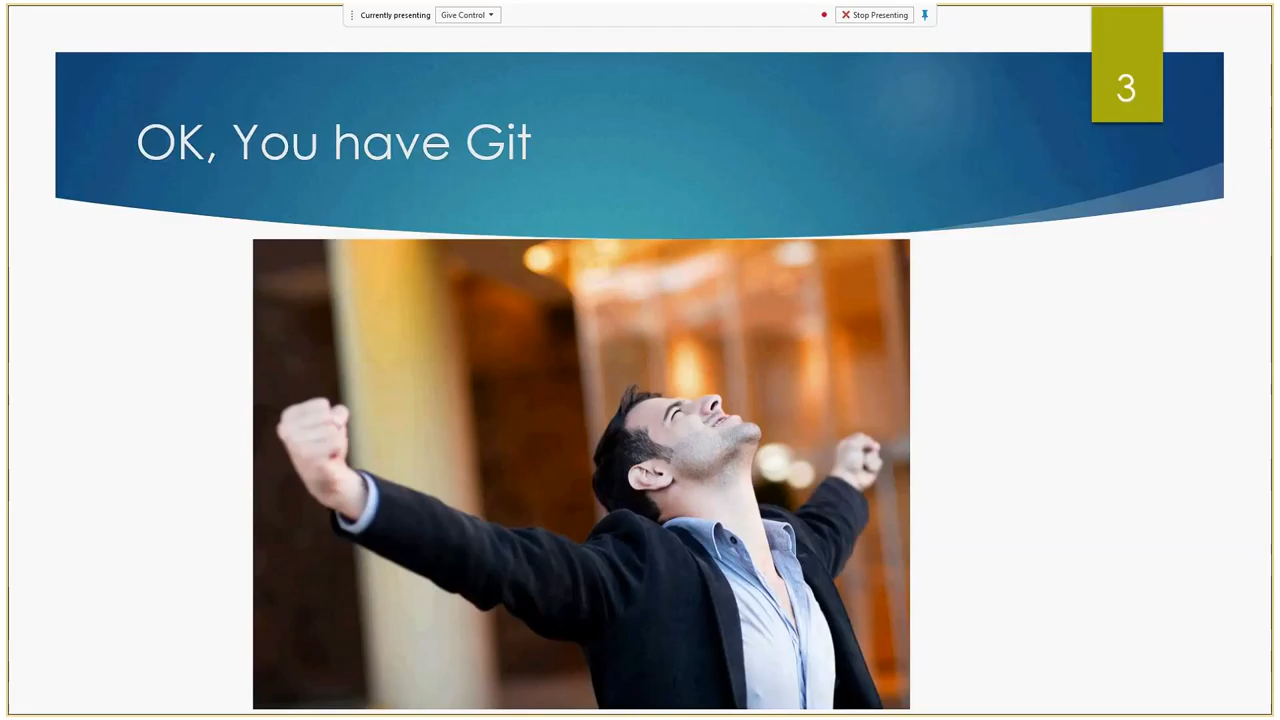 Currently presenting
Give Control
Stop Presenting
3
OK, You have Git